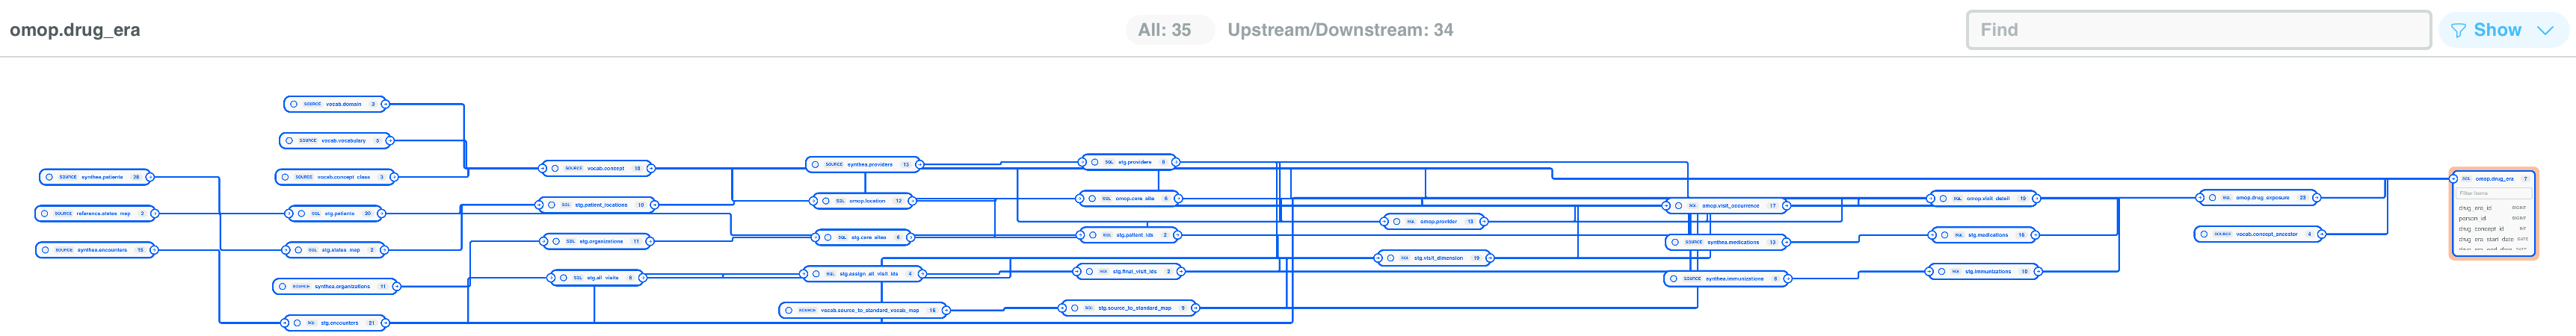 omop.drug_era
All: 35
Upstream/Downstream: 34
Find
Show
SOURCE vocab.domain 3
SOURCE vocab.vocabulary 5
SOURCE vocab.concept_class 3
SOURCE synthea.patients 28
SOURCE reference.states_map 2
SOURCE synthea.encounters 15
SQL stg.patients 20
SQL stg.states_map 2
SOURCE synthea.organizations 11
SQL stg.encounters 21
SOURCE vocab.concept 10
SQL stg.patient_locations 10
SQL stg.organizations 11
SQL stg.all_visits 8
SOURCE synthea.providers 13
SQL omop.location 12
SQL stg.care_sites 6
SQL stg.assign_all_visit_ids 4
SOURCE vocab.source_to_standard_vocab_map 16
SQL stg.providers 8
SQL omop.care_site 6
SQL stg.patient_ids 2
SQL stg.final_visit_ids 2
SQL stg.source_to_standard_map 9
SQL omop.provider 13
SQL stg.visit_dimension 19
SQL omop.visit_occurrence 17
SOURCE synthea.medications 13
SOURCE synthea.immunizations 6
SQL omop.visit_detail 19
SQL stg.medications 16
SQL stg.immunizations 10
SQL omop.drug_exposure 23
SOURCE vocab.concept_ancestor 4
SQL omop.drug_era 7
Filter items
drug_era_id BIGINT
person_id BIGINT
drug_concept_id INT
drug_era_start_date DATE
drug_era_end_date DATE